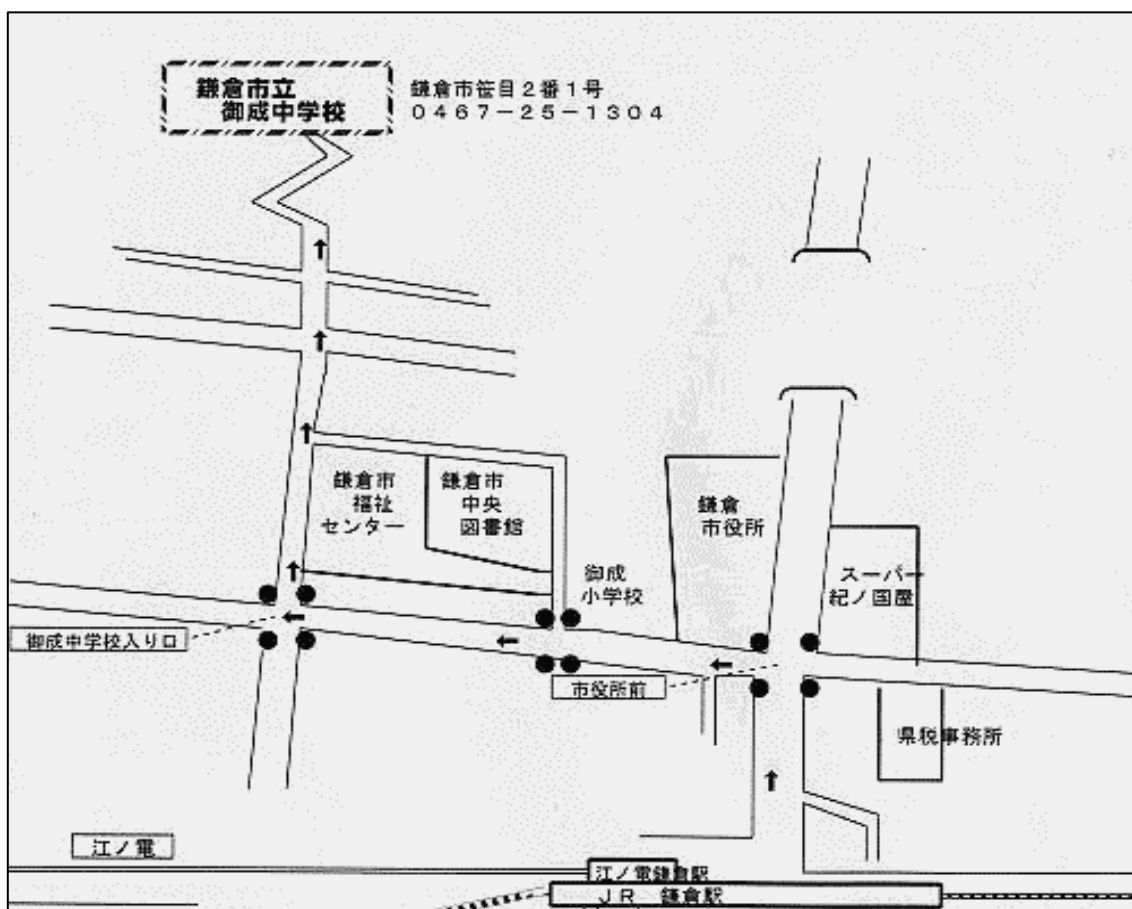 鎌倉市立
御成中学校
鎌倉市笹目2番1号
0467-25-1304
鎌倉市
福祉
センター
鎌倉市
中央
図書館
鎌倉
市役所
御成
小学校
スーパー
紀ノ国屋
御成中学校入り口
市役所前
県税事務所
江ノ電
江ノ電鎌倉駅
JR 鎌倉駅